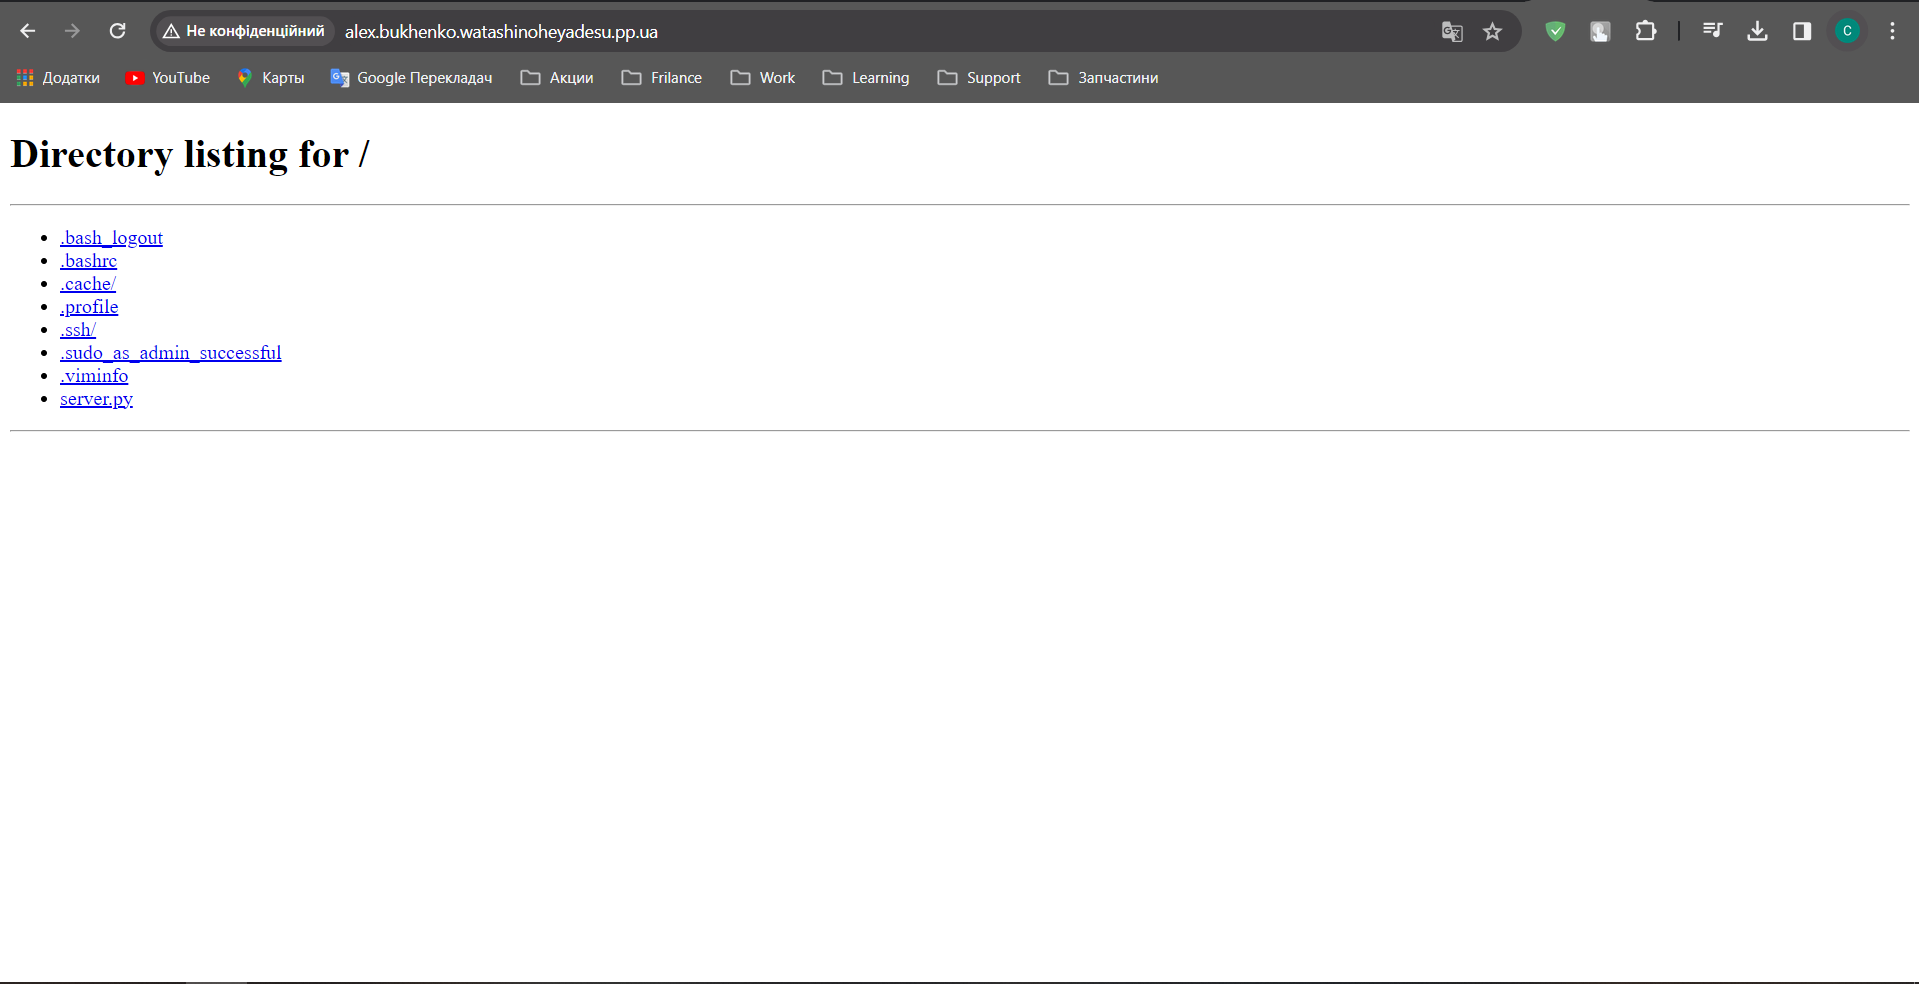 Не конфіденційний alex.bukhenko.watashinoheyadesu.pp.ua C
Додатки YouTube Карты Google Перекладач Акции Frilance Work Learning Support Запчастини
Directory listing for /
.bash_logout
.bashrc
.cache/
.profile
.ssh/
.sudo_as_admin_successful
.viminfo
server.py